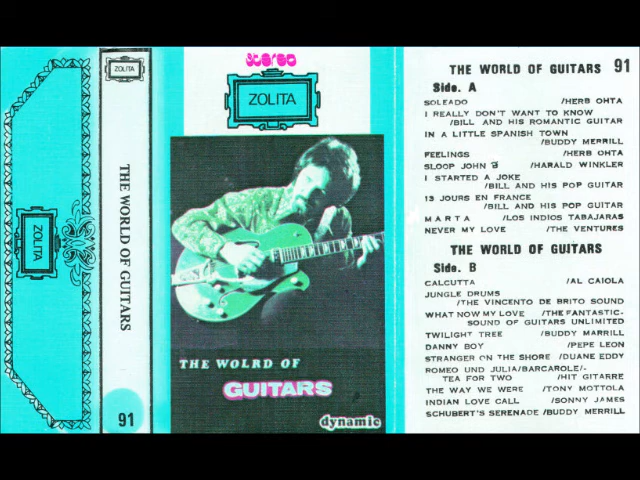 ZOLITA
ZOLITA
THE WORLD OF GUITARS
91
stereo
ZOLITA
THE WOLRD OF
GUITARS
dynamic
THE WORLD OF GUITARS 91
Side. A
SOLEADO /HERB OHTA
I REALLY DON'T WANT TO KNOW
/BILL AND HIS ROMANTIC GUITAR
IN A LITTLE SPANISH TOWN
/BUDDY MERRILL
FEELINGS /HERB OHTA
SLOOP JOHN B /HARALD WINKLER
I STARTED A JOKE
/BILL AND HIS POP GUITAR
13 JOURS EN FRANCE
/BILL AND HIS POP GUITAR
MARTA /LOS INDIOS TABAJARAS
NEVER MY LOVE /THE VENTURES
THE WORLD OF GUITARS
Side. B
CALCUTTA /AL CAIOLA
JUNGLE DRUMS
/THE VINCENTO DE BRITO SOUND
WHAT NOW MY LOVE /THE FANTASTIC-
SOUND OF GUITARS UNLIMITED
TWILIGHT TREE /BUDDY MARRILL
DANNY BOY /PEPE LEON
STRANGER ON THE SHORE /DUANE EDDY
ROMEO UND JULIA/BARCAROLE/-
TEA FOR TWO /HIT GITARRE
THE WAY WE WERE /TONY MOTTOLA
INDIAN LOVE CALL /SONNY JAMES
SCHUBERT'S SERENADE /BUDDY MERRILL